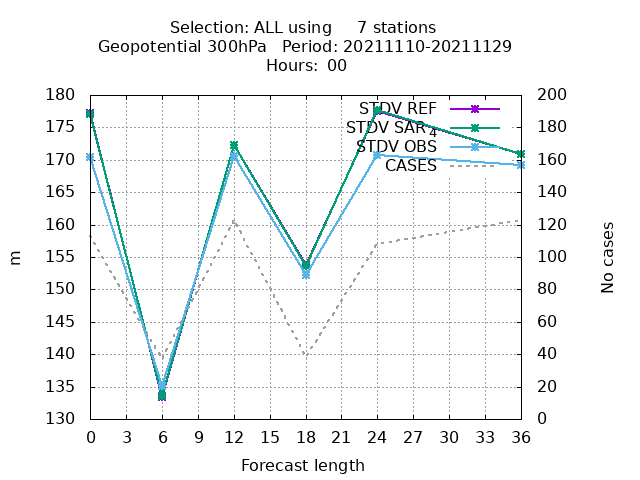 Selection: ALL using 7 stations
Geopotential 300hPa Period: 20211110-20211129
Hours: 00
180 200
STDV REF
175 180
STDV SAR4
STDV OBS
170 160
CASES
165 140
160 120
155 100
150 80
145 60
140 40
135 20
130 0
m
No cases
0 3 6 9 12 15 18 21 24 27 30 33 36
Forecast length